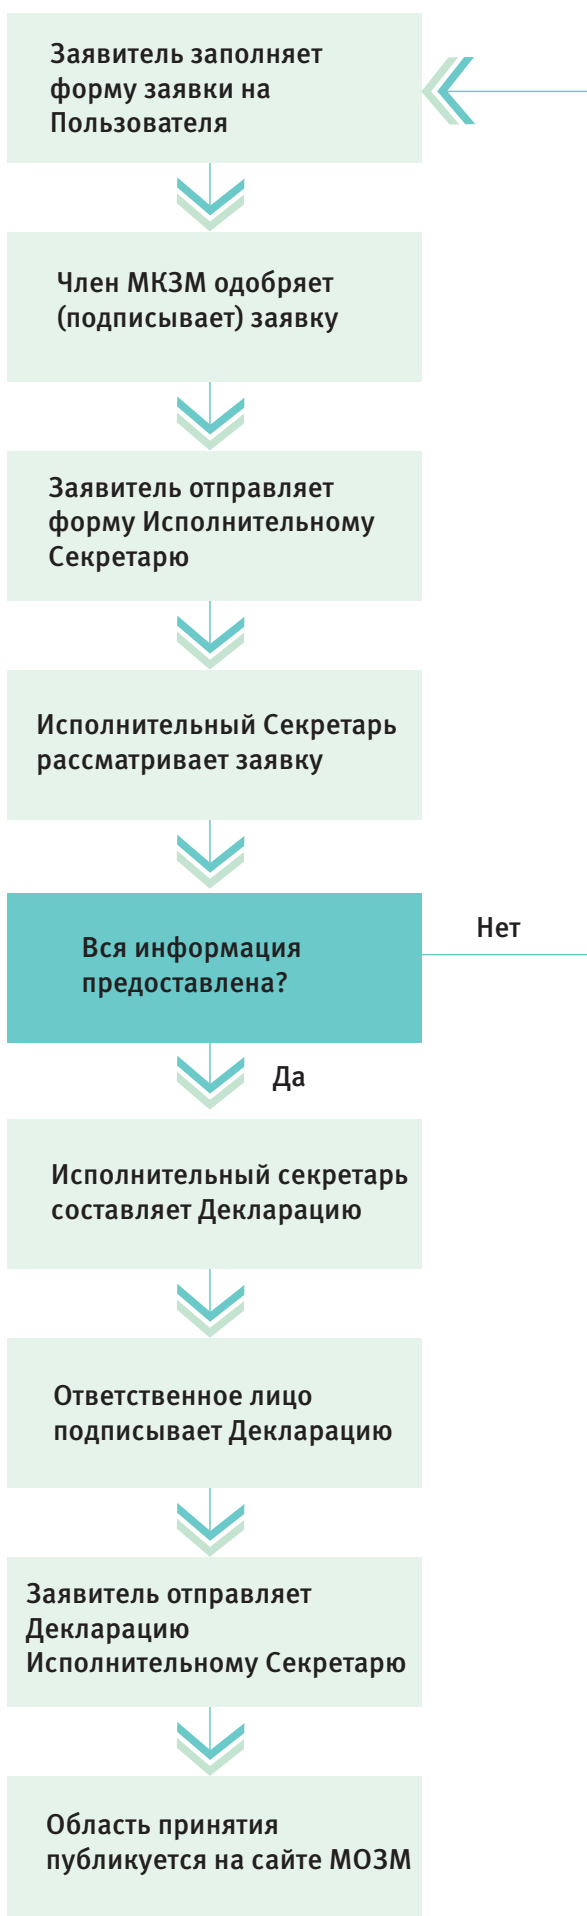 Заявитель заполняет
форму заявки на
Пользователя
Член МКЗМ одобряет
(подписывает) заявку
Заявитель отправляет
форму Исполнительному
Секретарю
Исполнительный Секретарь
рассматривает заявку
Вся информация
предоставлена?
Нет
Да
Исполнительный секретарь
составляет Декларацию
Ответственное лицо
подписывает Декларацию
Заявитель отправляет
Декларацию
Исполнительному Секретарю
Область принятия
публикуется на сайте МОЗМ